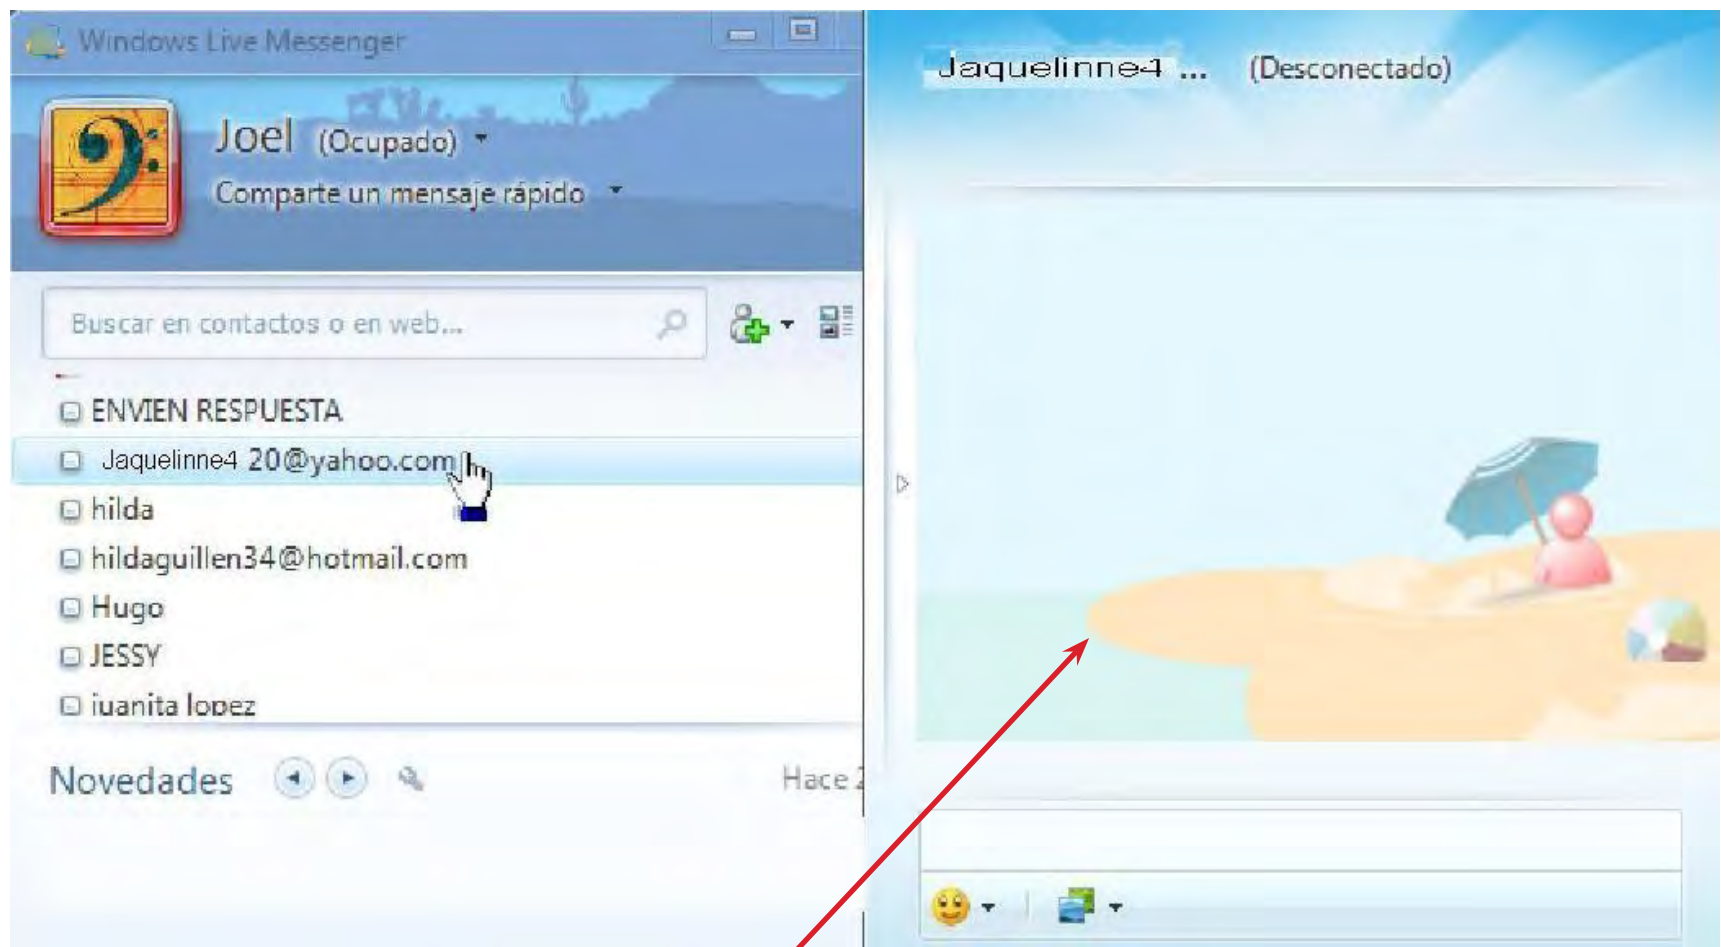 Windows Live Messenger
Joel (Ocupado)
Comparte un mensaje rápido
Buscar en contactos o en web...
ENVIEN RESPUESTA
Jaquelinne4 20@yahoo.com
hilda
hildaguillen34@hotmail.com
Hugo
JESSY
juanita lopez
Novedades
Hace 2
Jaquelinne4 ... (Desconectado)